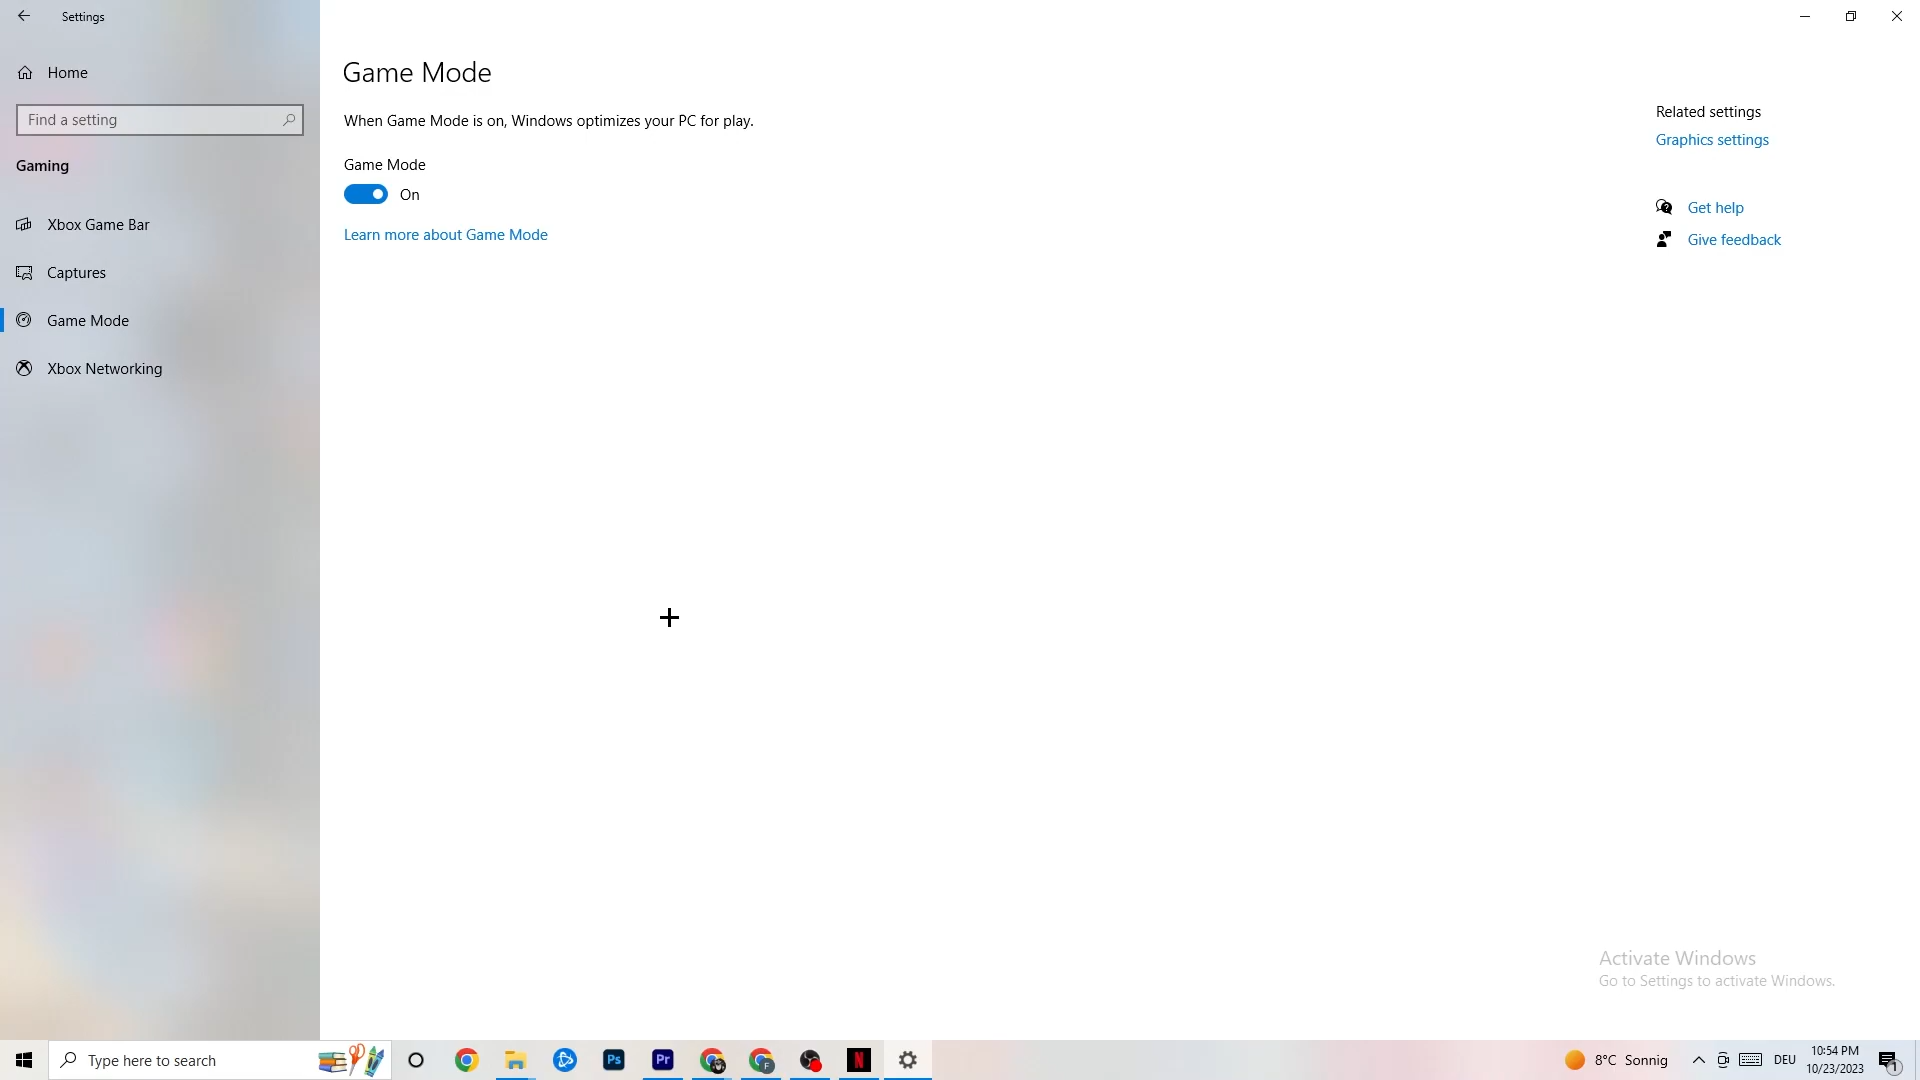 Settings
Home
Find a setting
Gaming
Xbox Game Bar
Captures
Game Mode
Xbox Networking
Game Mode
When Game Mode is on, Windows optimizes your PC for play.
Game Mode
On
Learn more about Game Mode
Related settings
Graphics settings
Get help
Give feedback
Activate Windows
Go to Settings to activate Windows.
Type here to search
Ps
Pr
F
N
8°C Sonnig
DEU
10:54 PM
10/23/2023
1